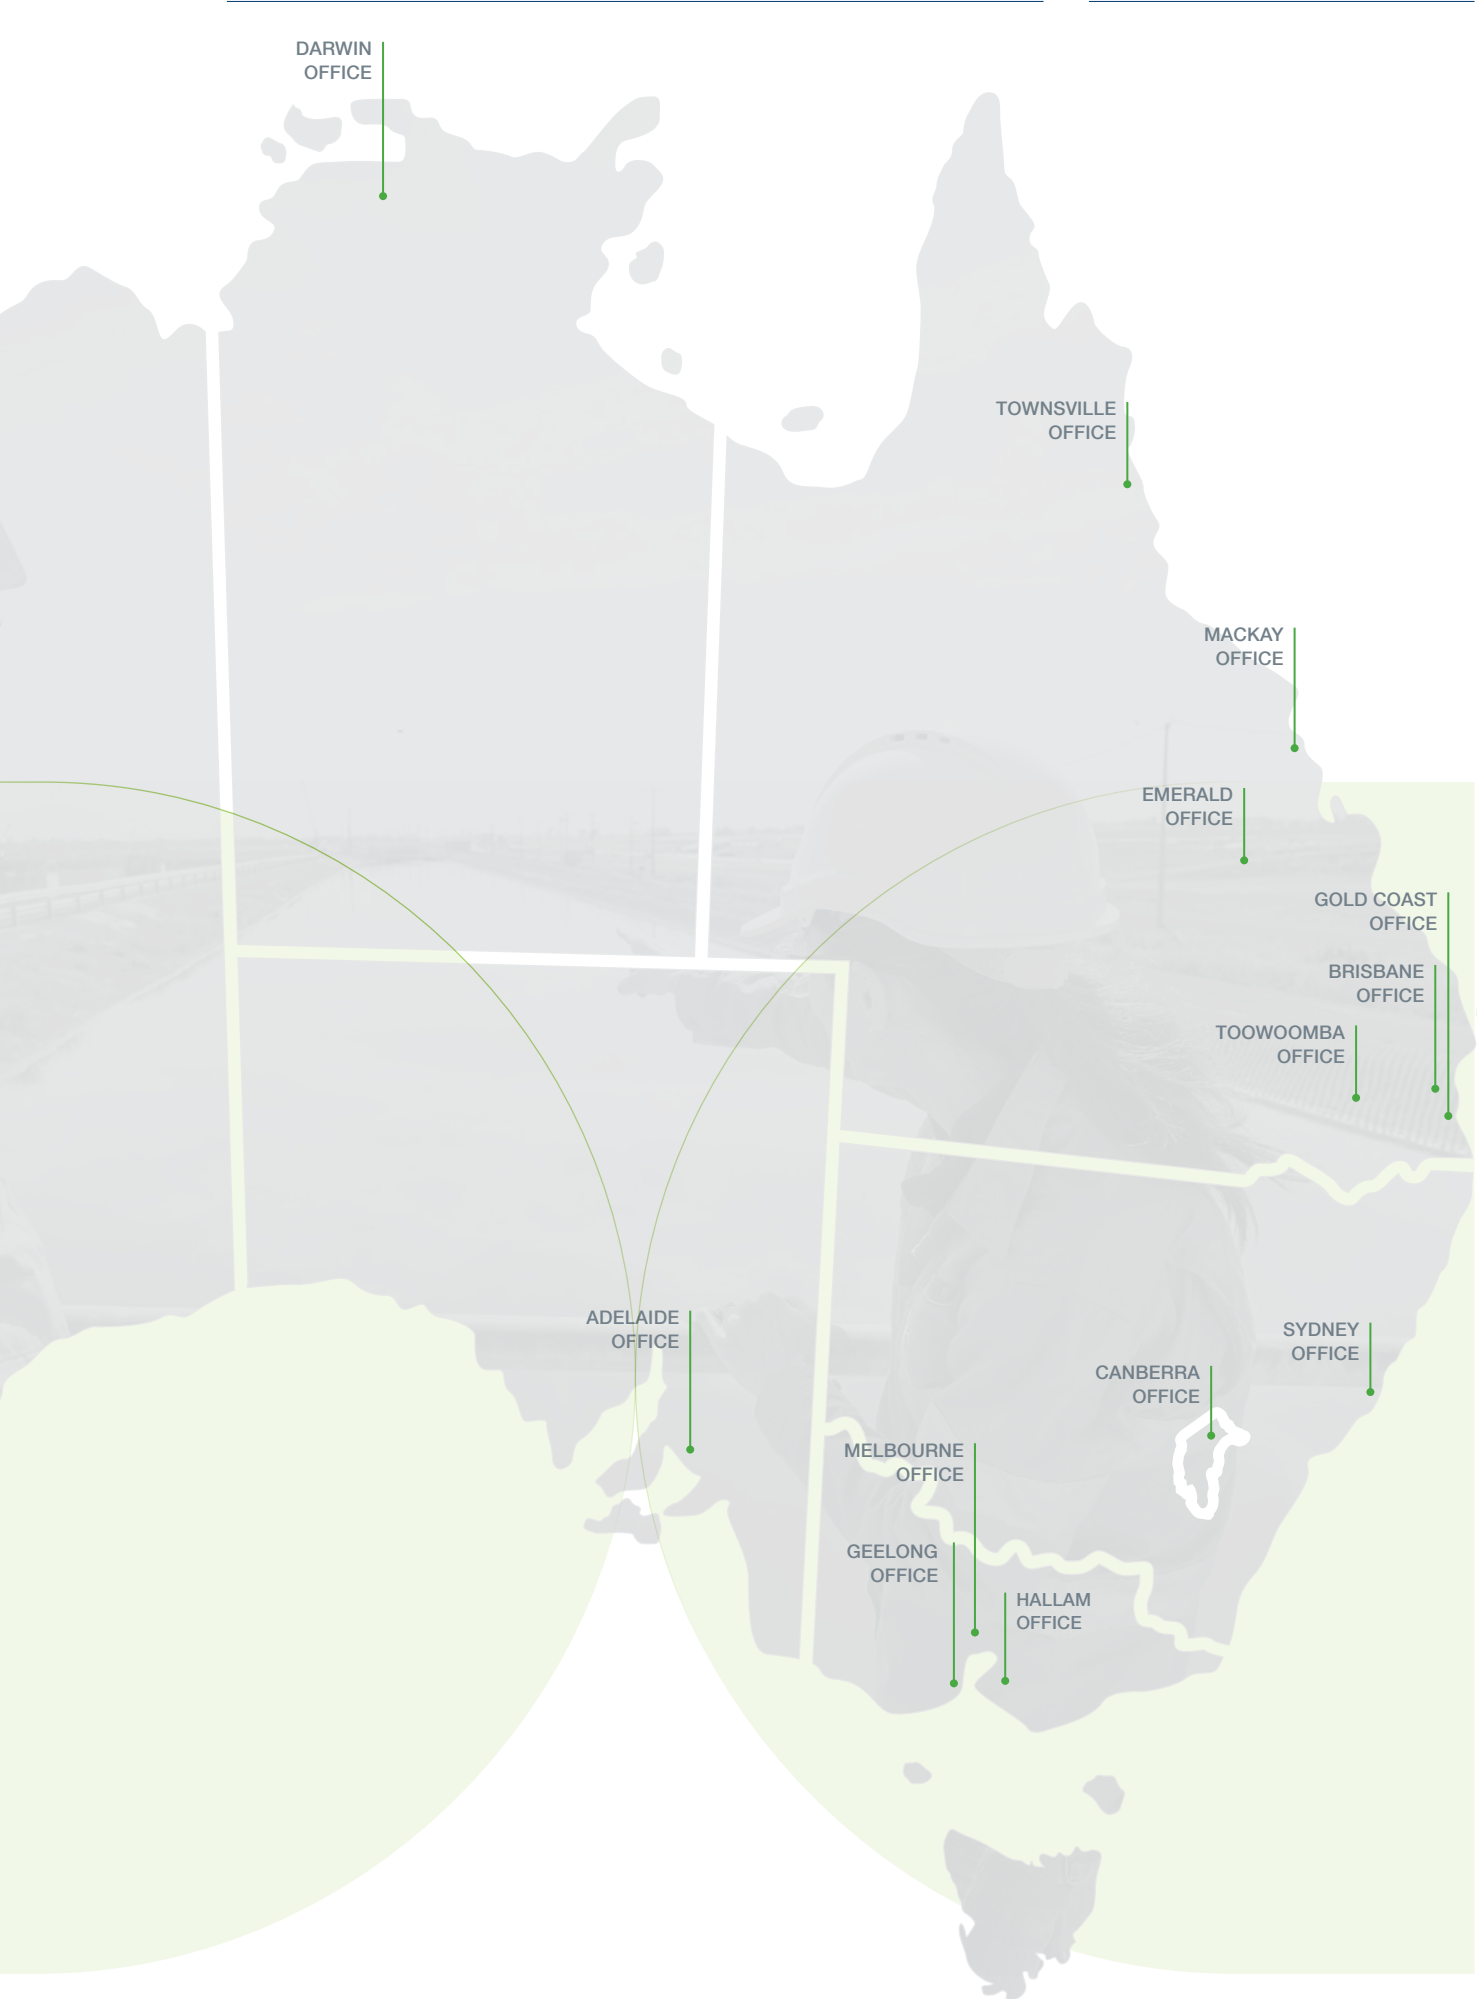 DARWIN
OFFICE
TOWNSVILLE
OFFICE
MACKAY
OFFICE
EMERALD
OFFICE
GOLD COAST
OFFICE
BRISBANE
OFFICE
TOOWOOMBA
OFFICE
ADELAIDE
OFFICE
SYDNEY
OFFICE
CANBERRA
OFFICE
MELBOURNE
OFFICE
GEELONG
OFFICE
HALLAM
OFFICE